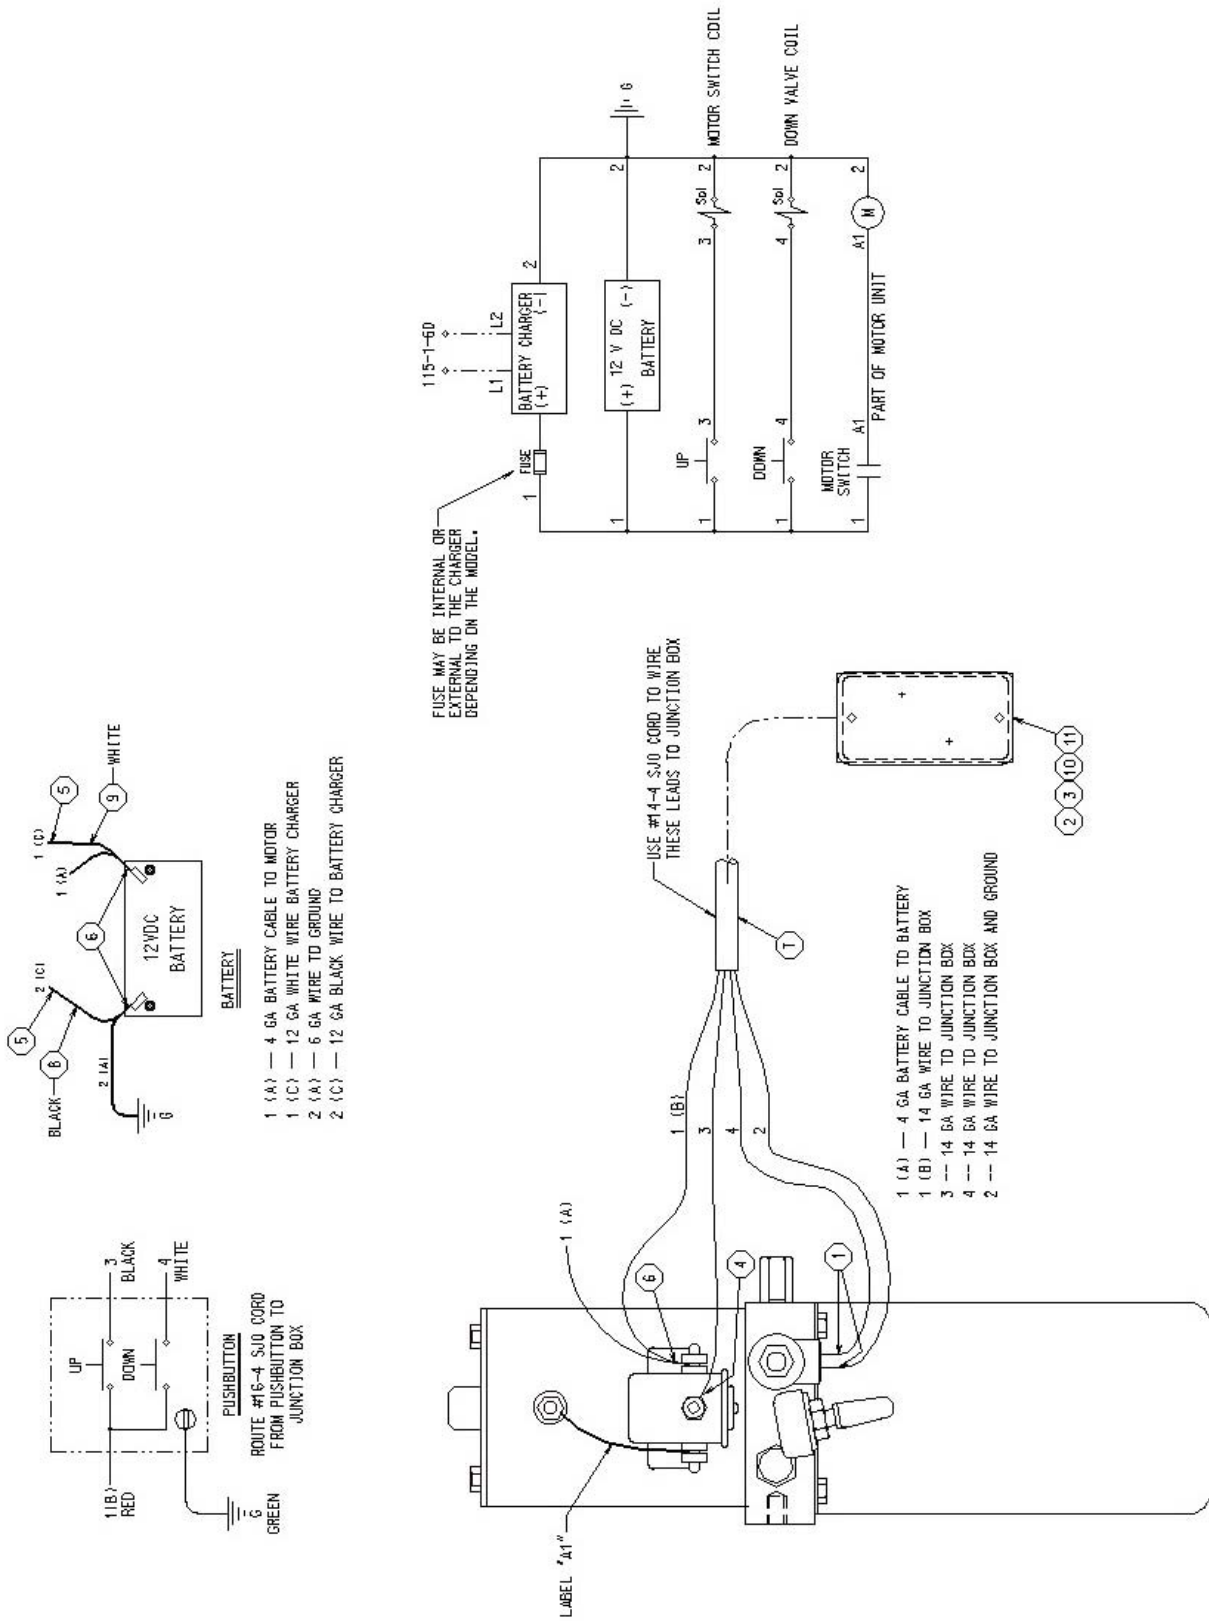 1(B)
RED
UP
DOWN
3
BLACK
4
WHITE
G
GREEN
PUSHBUTTON
ROUTE #16-4 SJO CORD
FROM PUSHBUTTON TO
JUNCTION BOX
BLACK
8
5
2 (C)
2 (A)
G
6
12VDC
BATTERY
1 (A)
1 (C)
5
9
WHITE
BATTERY
1 (A) — 4 GA BATTERY CABLE TO MOTOR
1 (C) — 12 GA WHITE WIRE BATTERY CHARGER
2 (A) — 6 GA WIRE TO GROUND
2 (C) — 12 GA BLACK WIRE TO BATTERY CHARGER
FUSE MAY BE INTERNAL OR
EXTERNAL TO THE CHARGER
DEPENDING ON THE MODEL.
115-1-60
L1
L2
1
FUSE
BATTERY CHARGER
(+)
(-)
2
1
(+) 12 V DC (-)
BATTERY
2
G
UP
1
3
3
Sol
2
MOTOR SWITCH COIL
DOWN
1
4
4
Sol
2
DOWN VALVE COIL
MOTOR
SWITCH
1
A1
A1
M
2
PART OF MOTOR UNIT
LABEL "A1"
1 (A)
6
4
1
1 (B)
3
4
2
USE #14-4 SJO CORD TO WIRE
THESE LEADS TO JUNCTION BOX
7
2 3 10 11
1 (A) — 4 GA BATTERY CABLE TO BATTERY
1 (B) — 14 GA WIRE TO JUNCTION BOX
3 -- 14 GA WIRE TO JUNCTION BOX
4 -- 14 GA WIRE TO JUNCTION BOX
2 -- 14 GA WIRE TO JUNCTION BOX AND GROUND